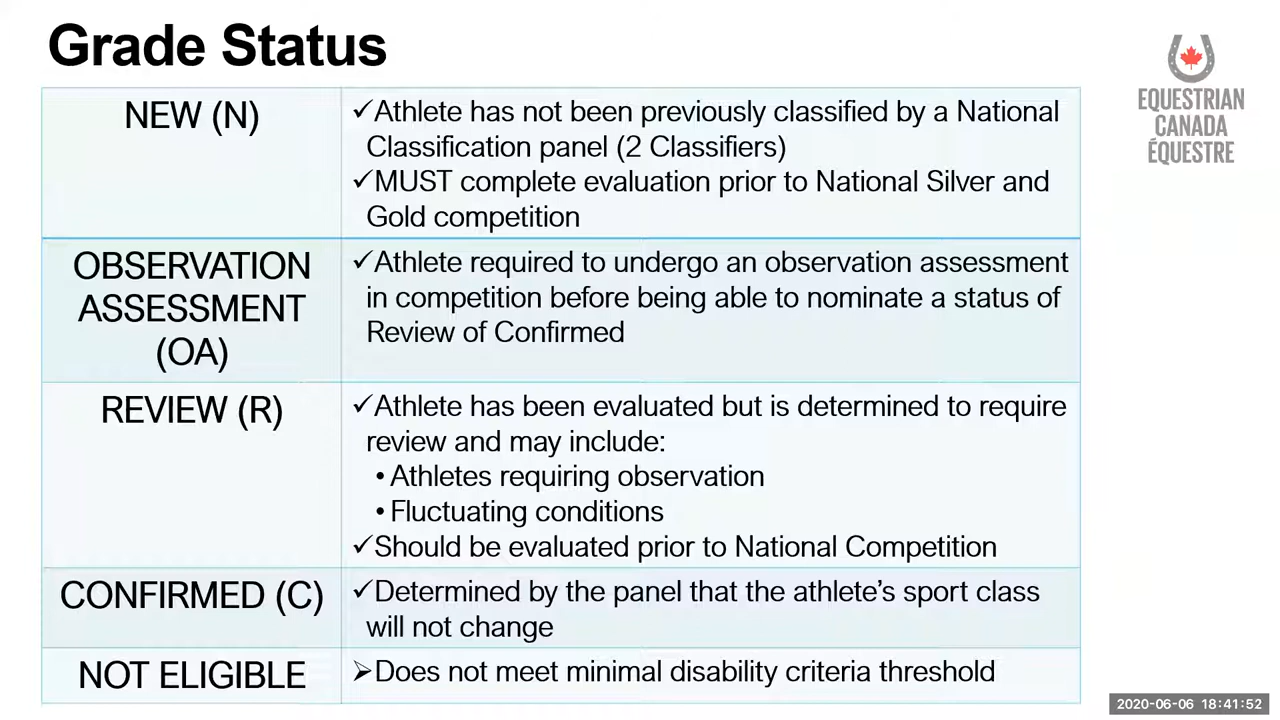 Grade Status
EQUESTRIAN
CANADA
ÉQUESTRE
NEW (N)
✓Athlete has not been previously classified by a National
Classification panel (2 Classifiers)
✓MUST complete evaluation prior to National Silver and
Gold competition
OBSERVATION
ASSESSMENT
(OA)
✓Athlete required to undergo an observation assessment
in competition before being able to nominate a status of
Review of Confirmed
REVIEW (R)
✓Athlete has been evaluated but is determined to require
review and may include:
•Athletes requiring observation
•Fluctuating conditions
✓Should be evaluated prior to National Competition
CONFIRMED (C)
✓Determined by the panel that the athlete’s sport class
will not change
NOT ELIGIBLE
➢Does not meet minimal disability criteria threshold
2020-06-06 18:41:52